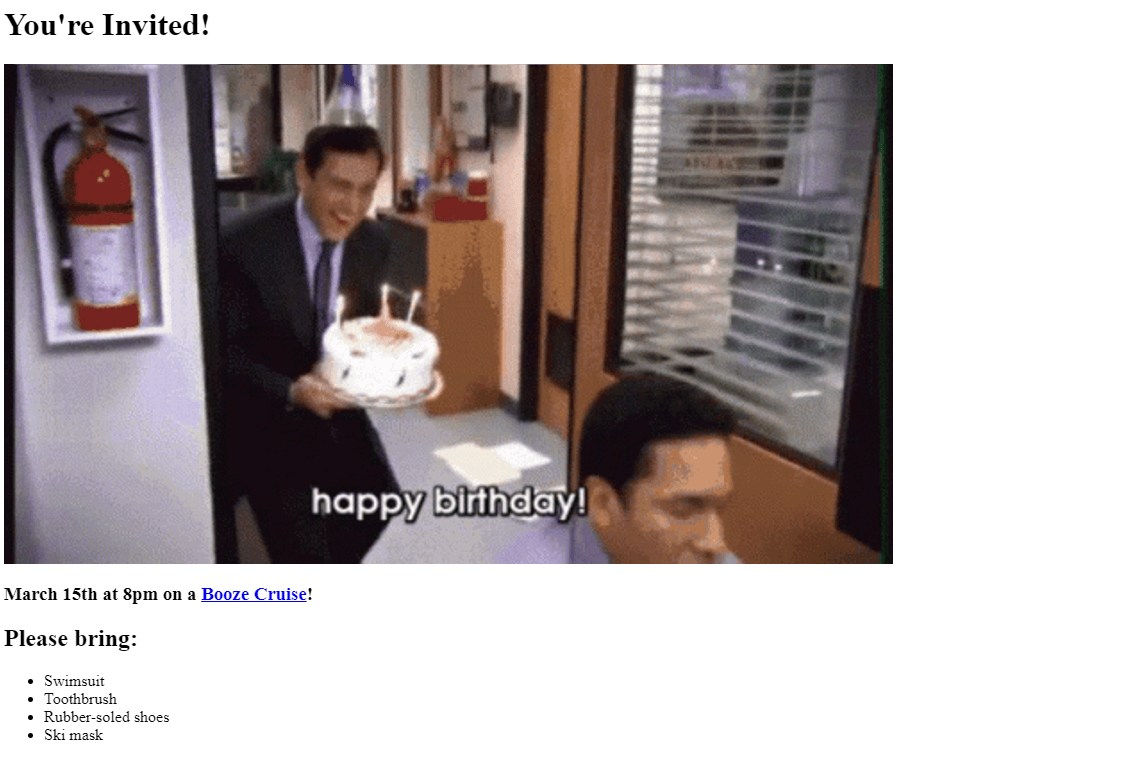 You're Invited!
happy birthday!
March 15th at 8pm on a Booze Cruise!
Please bring:
Swimsuit
Toothbrush
Rubber-soled shoes
Ski mask